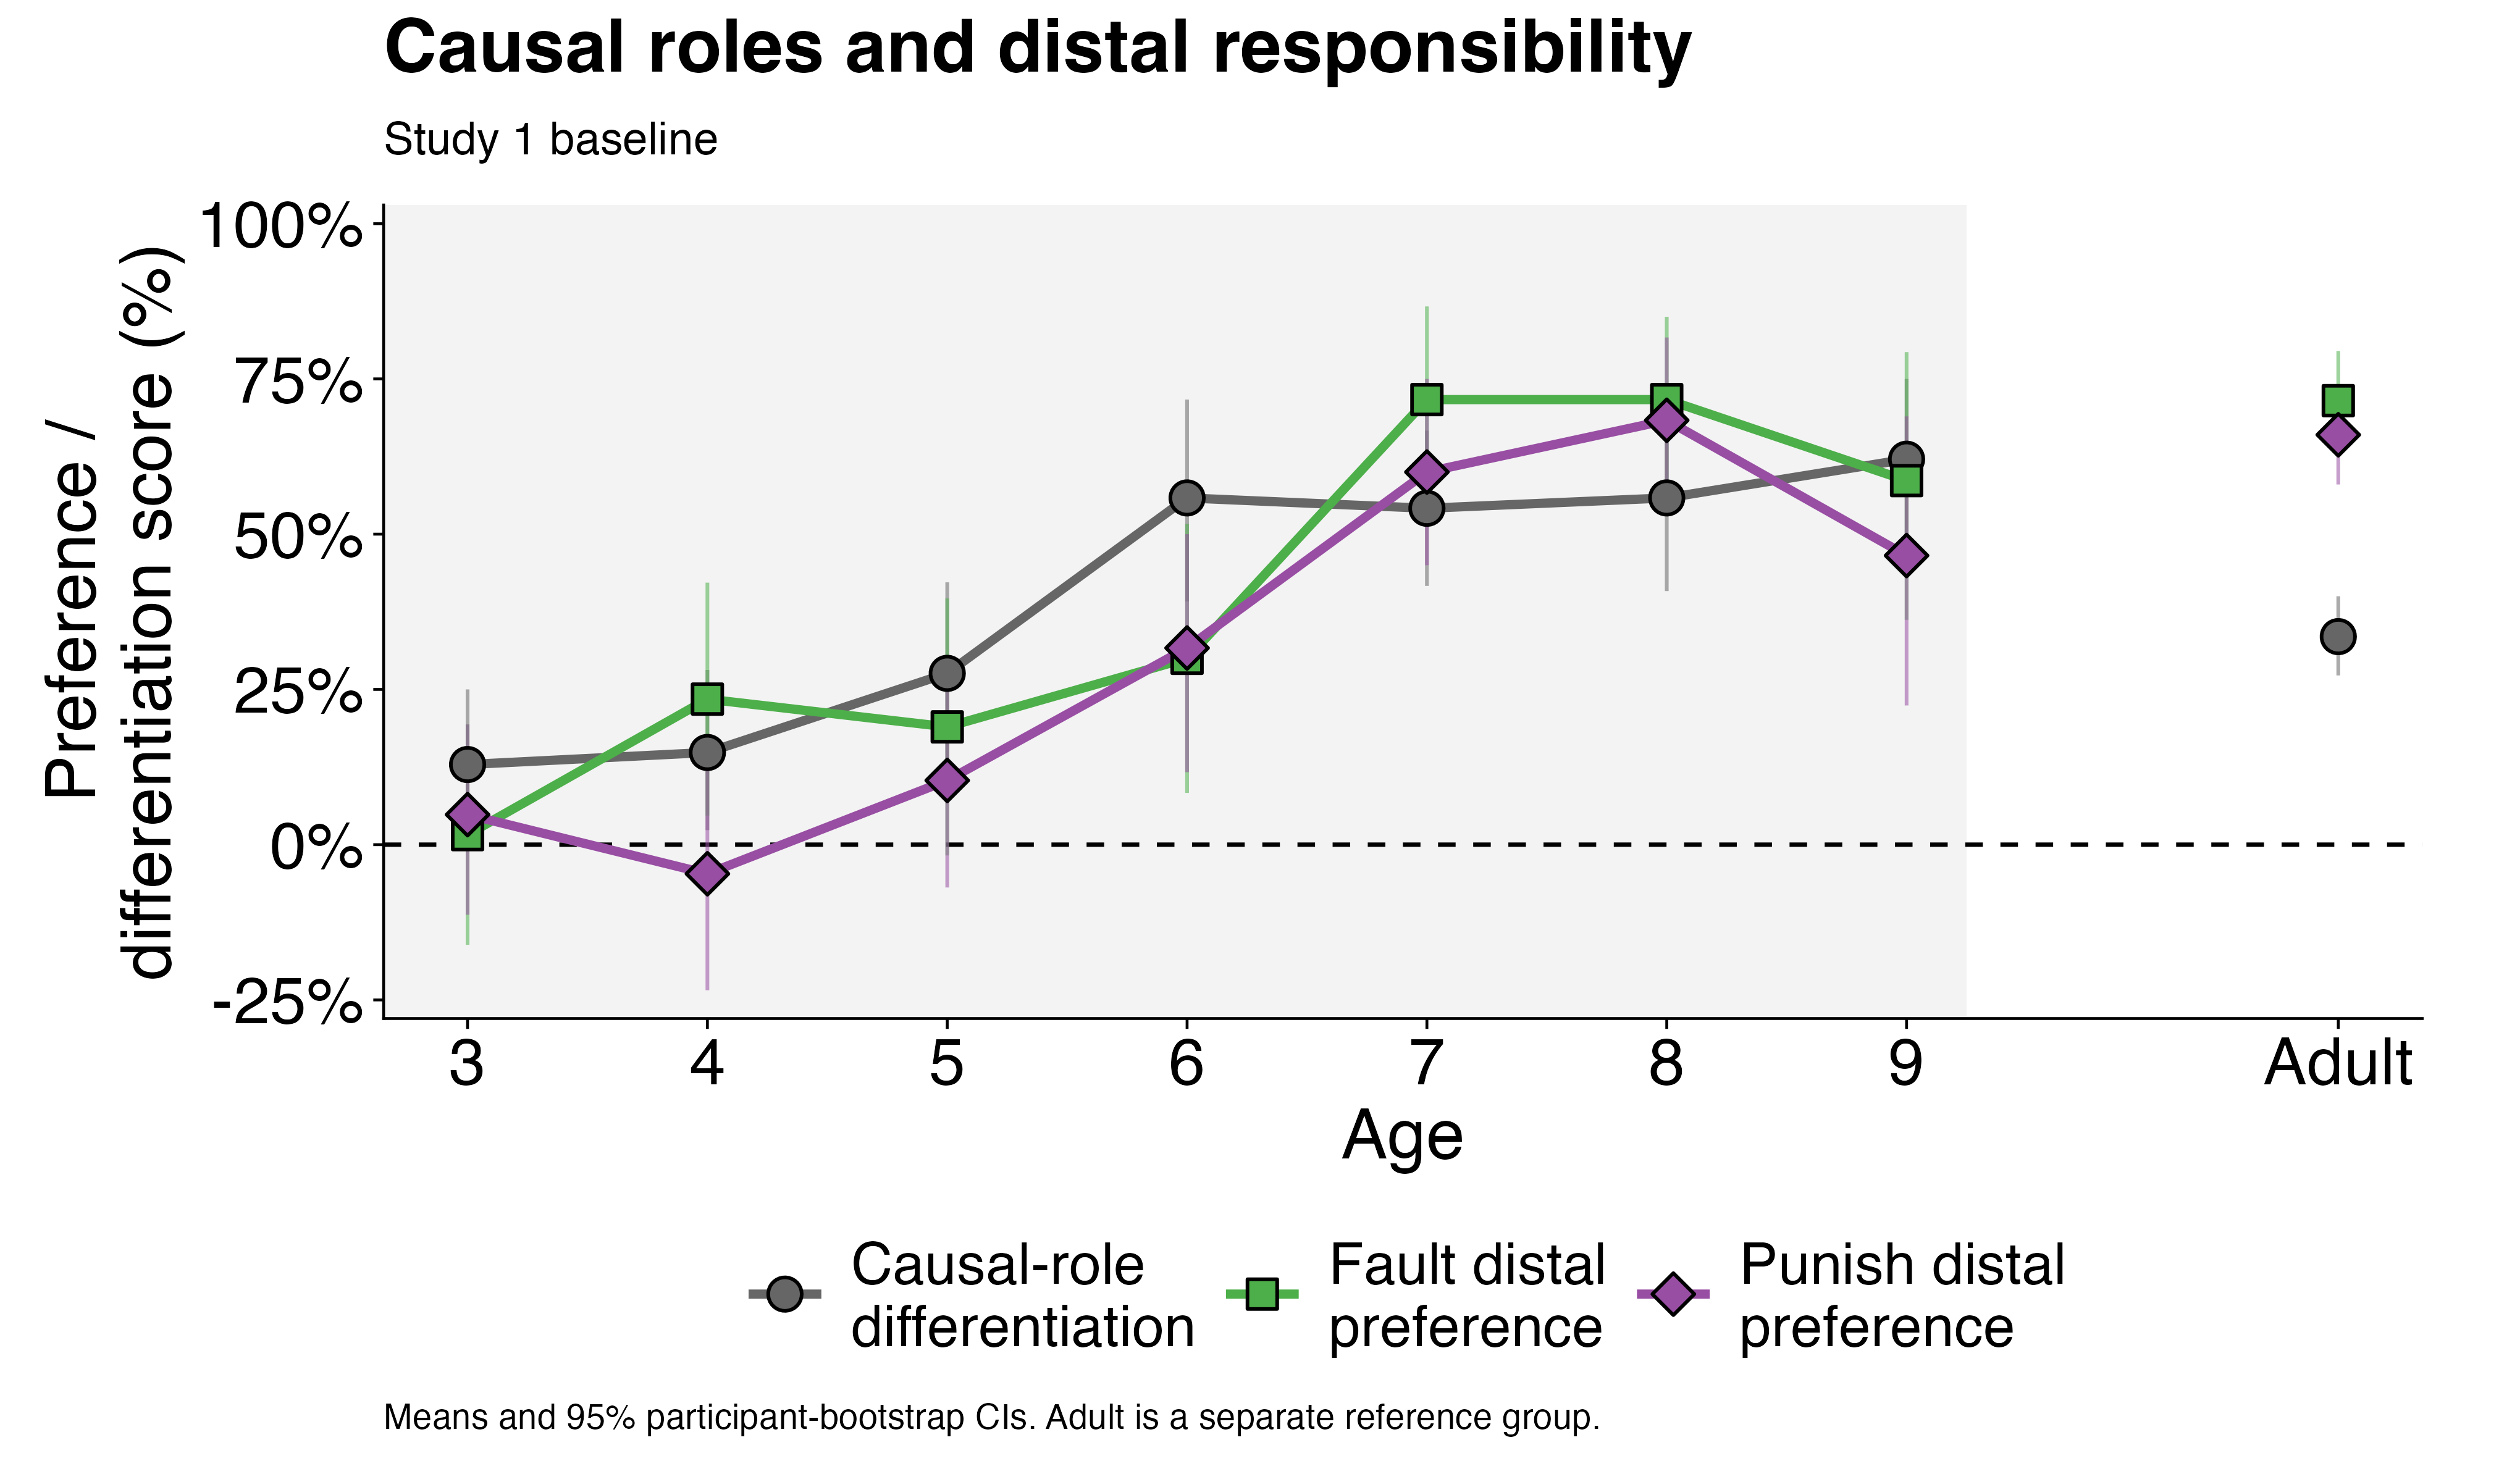 Causal roles and distal responsibility
Study 1 baseline
Preference /
differentiation score (%)
100%
75%
50%
25%
0%
-25%
3 4 5 6 7 8 9 Adult
Age
Causal-role
differentiation
Fault distal
preference
Punish distal
preference
Means and 95% participant-bootstrap CIs. Adult is a separate reference group.